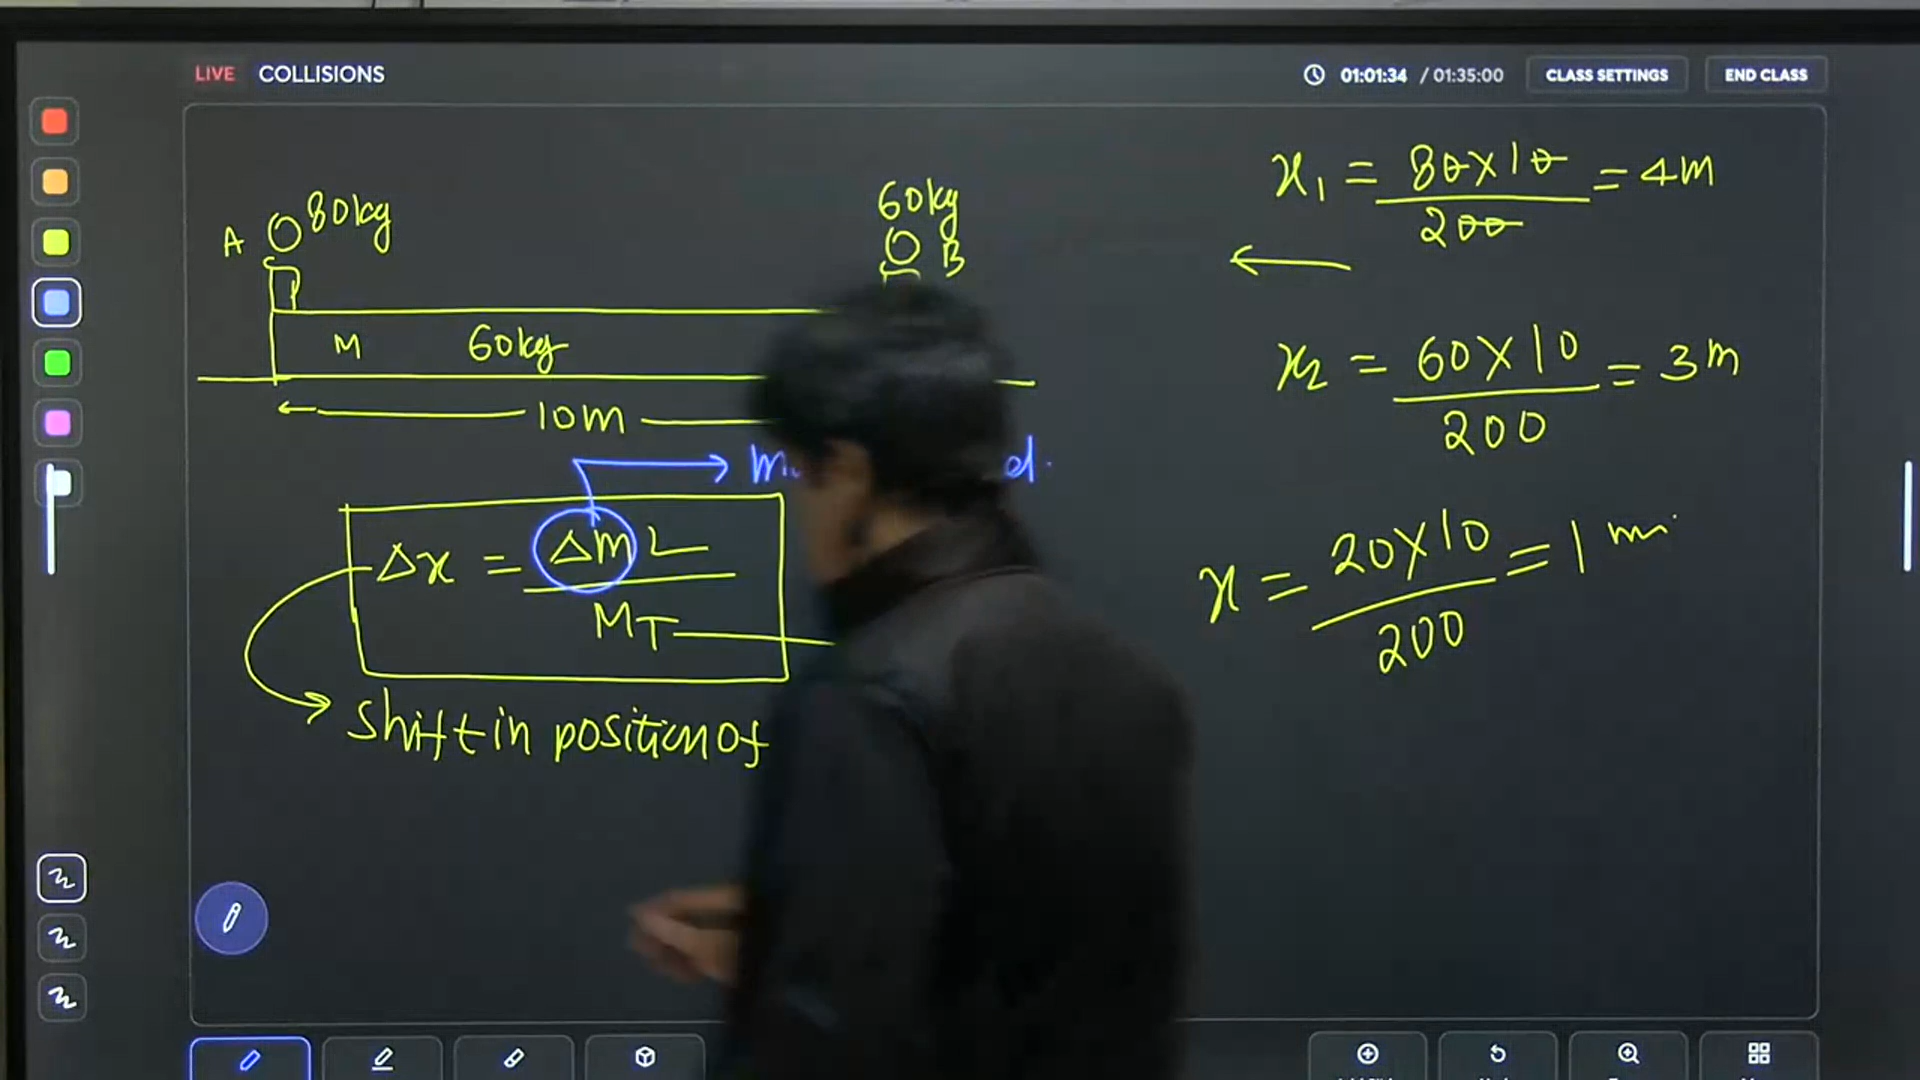 LIVE COLLISIONS
01:01:34 / 01:35:00 CLASS SETTINGS END CLASS
A 80kg
60kg
B
M 60kg
10m
Δx = ΔmL / MT
Shift in position of
x1 = 80×10 / 200 = 4m
x2 = 60×10 / 200 = 3m
x = 20×10 / 200 = 1 m